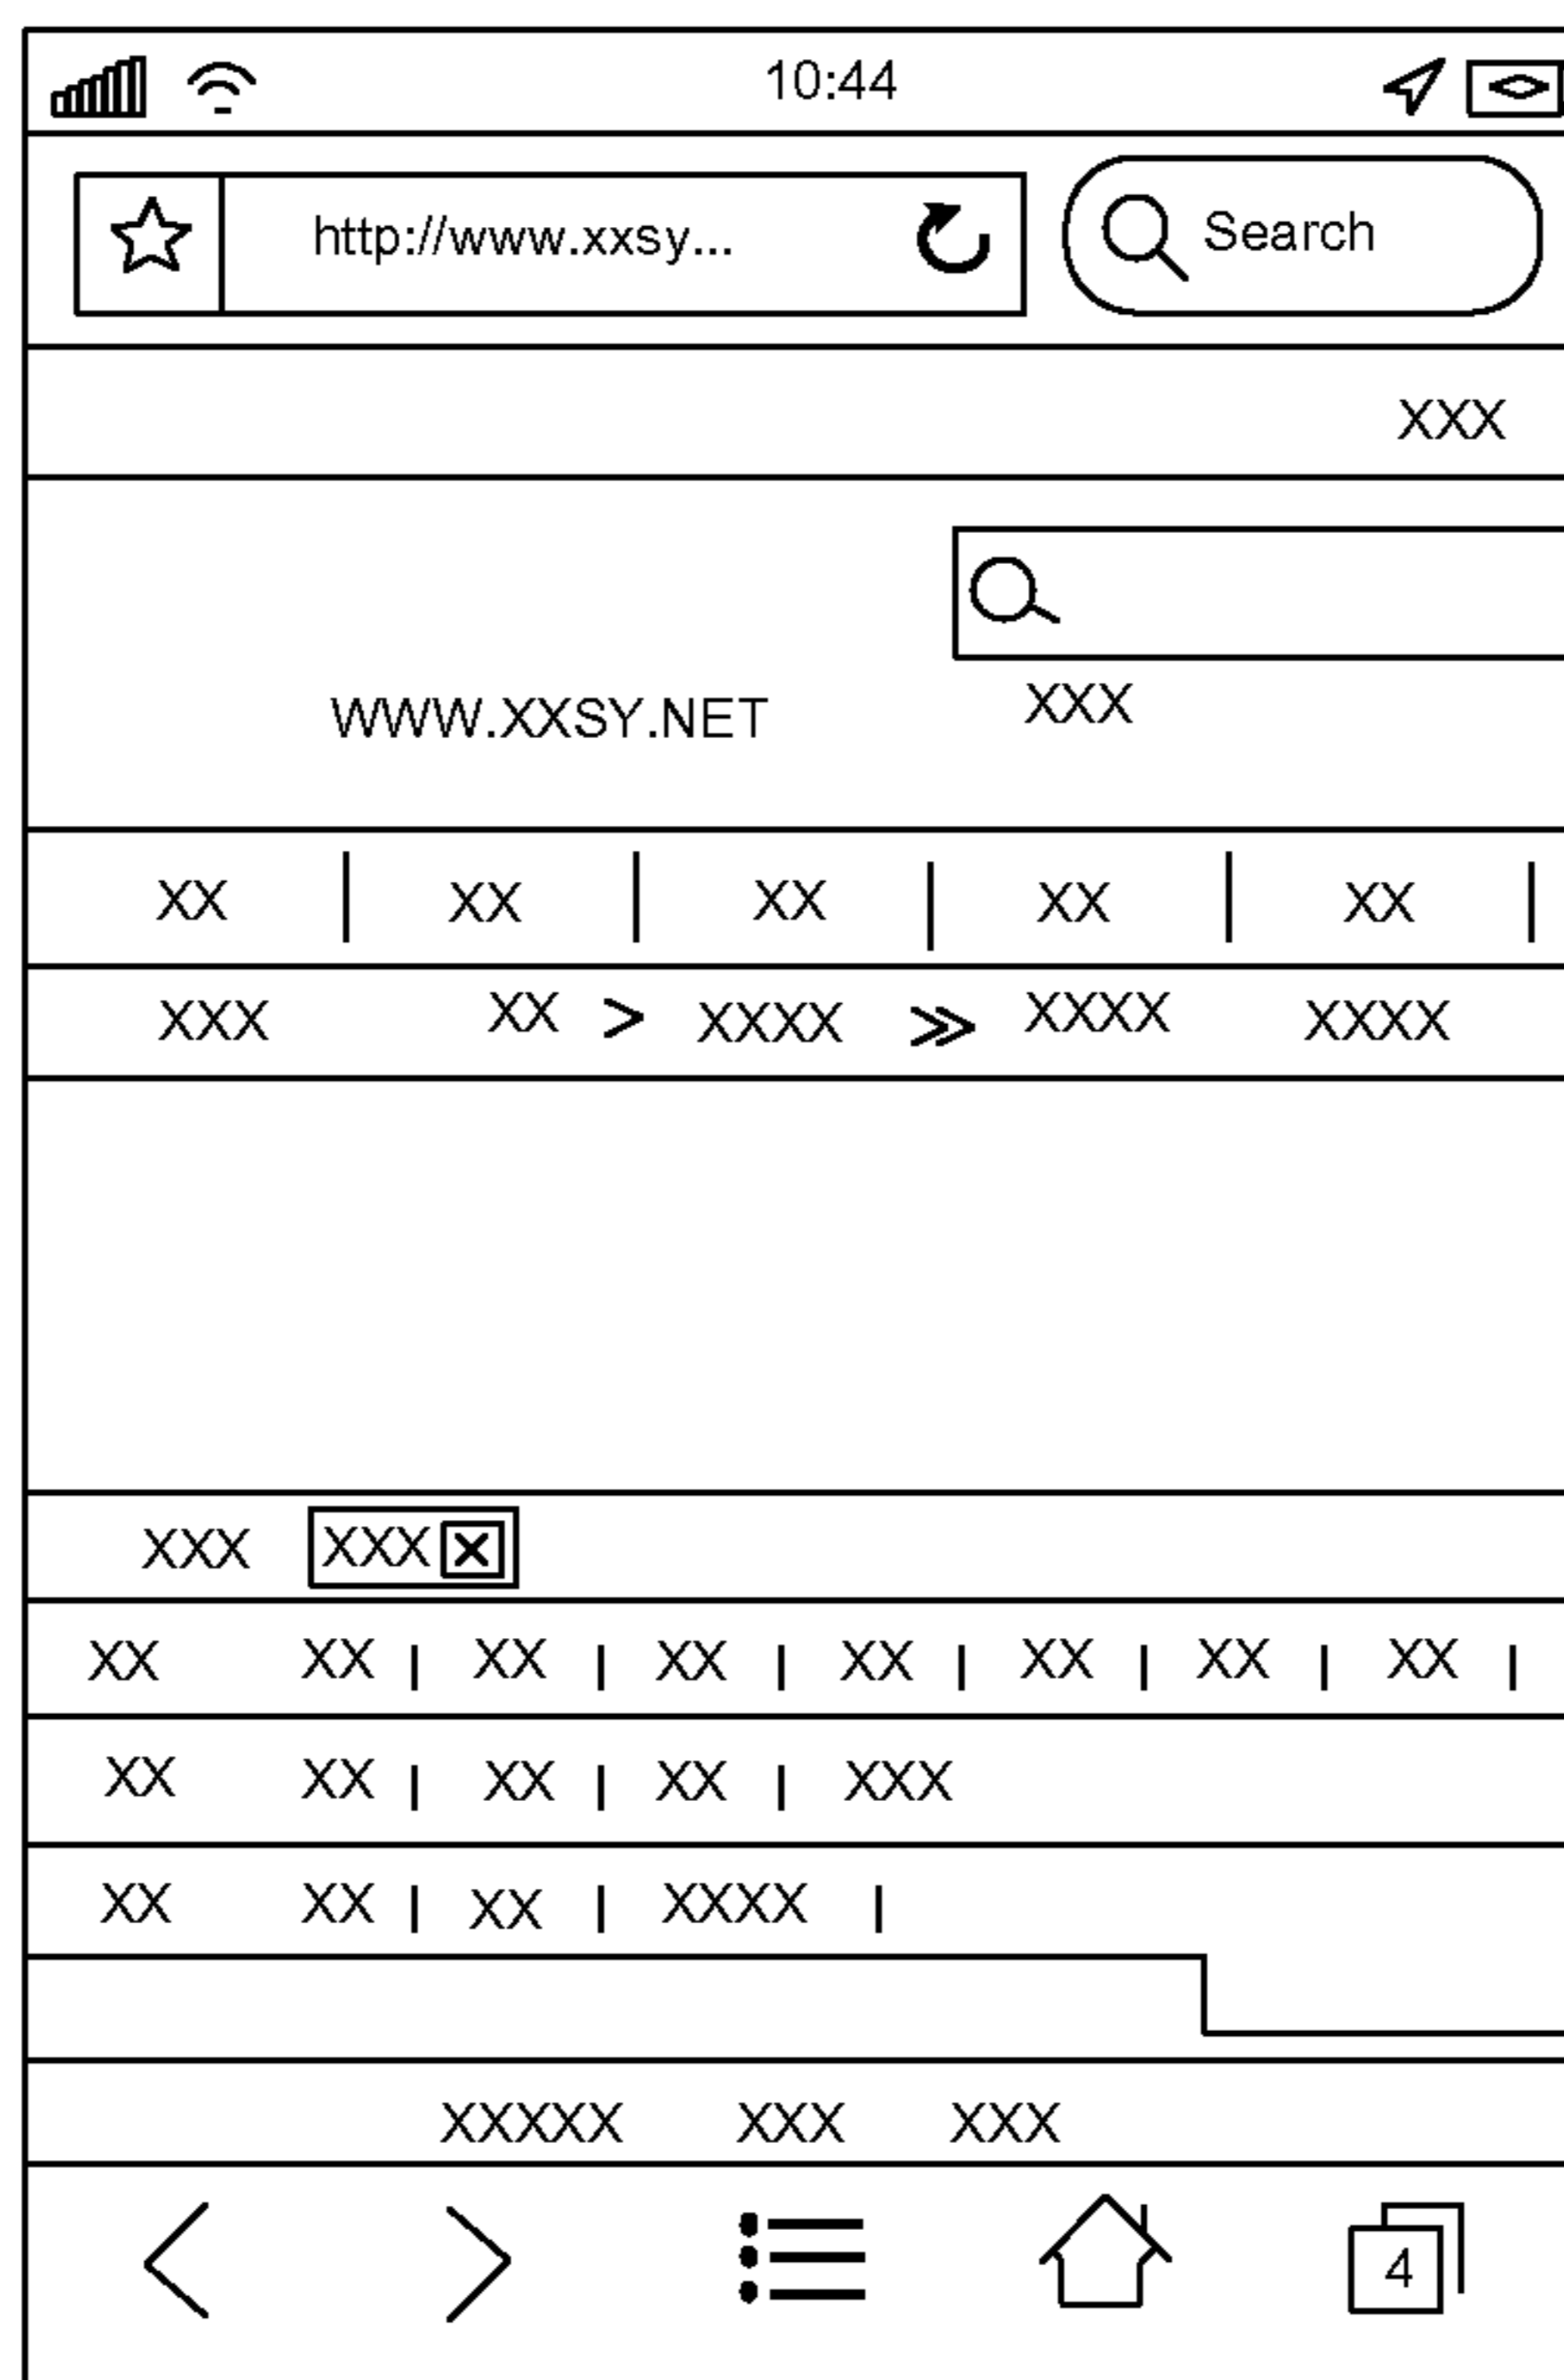 10:44
http://www.xxsy... Search
XXX
WWW.XXSY.NET XXX
XX | XX | XX | XX | XX |
XXX XX > XXXX >> XXXX XXXX
XXX XXX X
XX XX | XX | XX | XX | XX | XX | XX |
XX XX | XX | XX | XXX
XX XX | XX | XXXX |
XXXXX XXX XXX
4